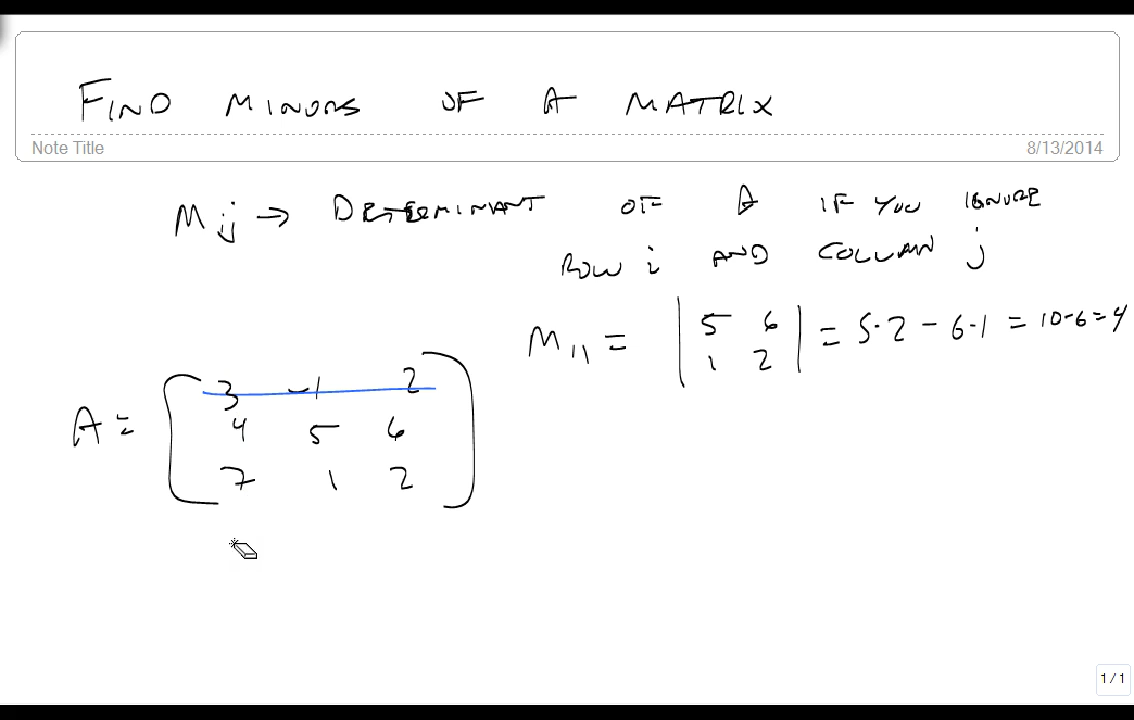 FIND MINORS OF A MATRIX
Note Title
8/13/2014
Mij → DETERMINANT OF A IF YOU IGNORE
ROW i AND COLUMN j
M11 = | 5 6 | = 5·2 - 6·1 = 10-6=4
| 1 2 |
A = [ 3 -1 2
4 5 6
7 1 2 ]
1/1